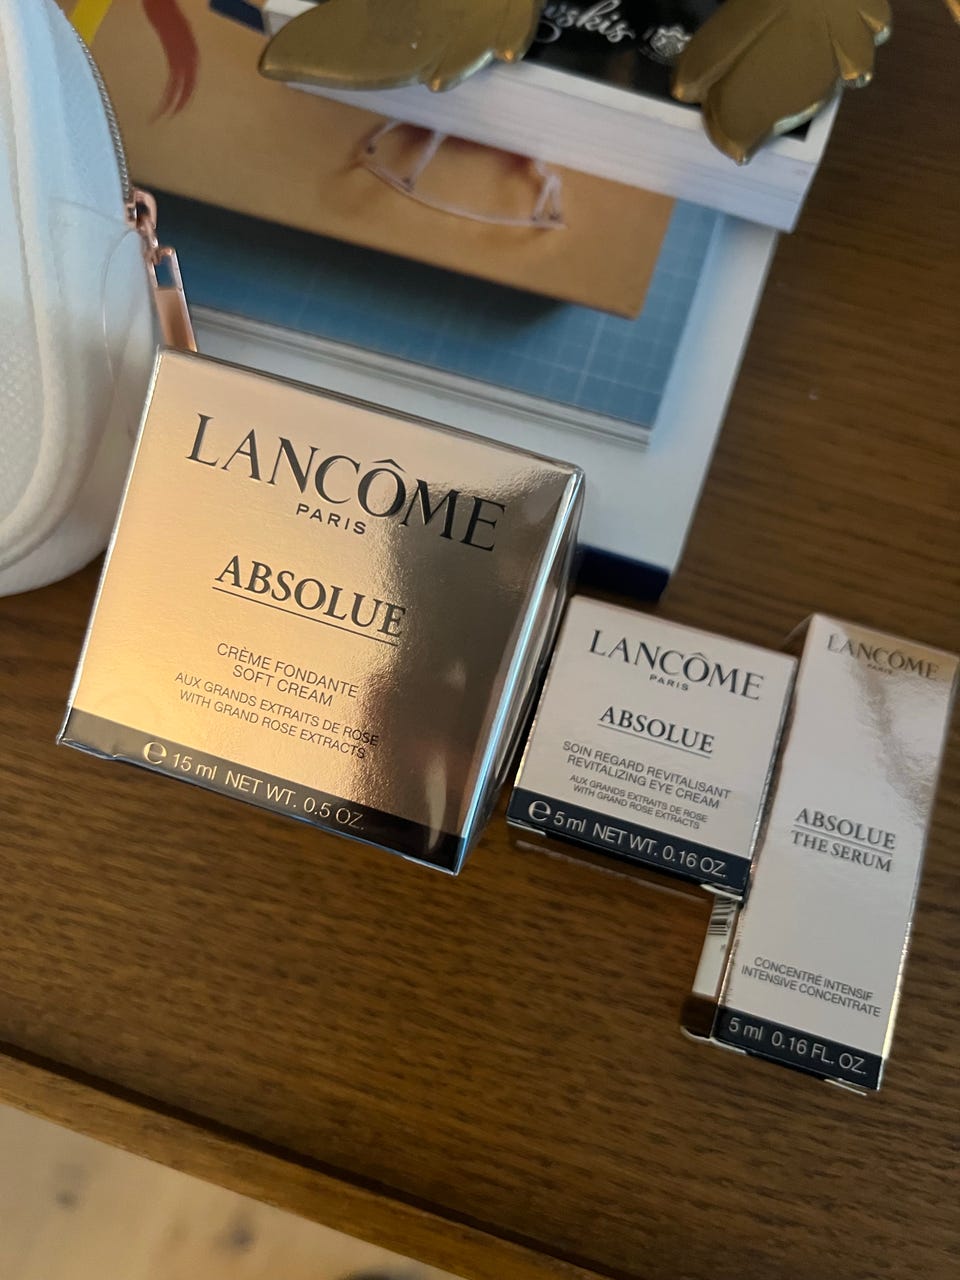 LANCÔME
PARIS
ABSOLUE
CRÈME FONDANTE
SOFT CREAM
AUX GRANDS EXTRAITS DE ROSE
WITH GRAND ROSE EXTRACTS
e 15 ml NET WT. 0.5 OZ.
LANCÔME
PARIS
ABSOLUE
SOIN REGARD REVITALISANT
REVITALIZING EYE CREAM
AUX GRANDS EXTRAITS DE ROSE
WITH GRAND ROSE EXTRACTS
e 5 ml NET WT. 0.16 OZ.
LANCÔME
PARIS
ABSOLUE
THE SERUM
CONCENTRÉ INTENSIF
INTENSIVE CONCENTRATE
5 ml 0.16 FL. OZ.